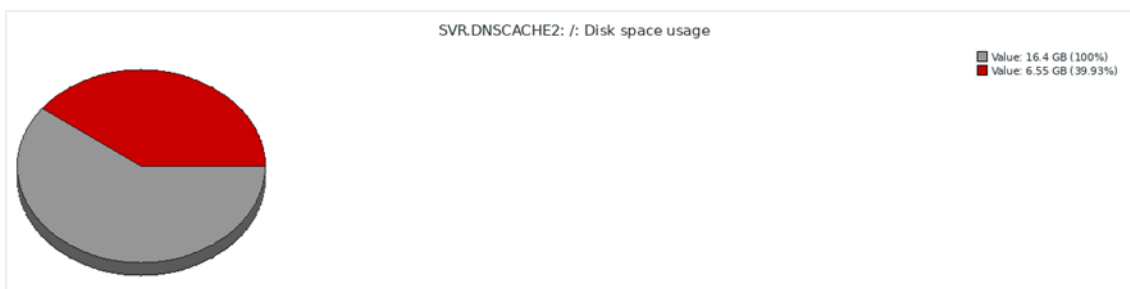 SVR.DNSCACHE2: /: Disk space usage
Value: 16.4 GB (100%)
Value: 6.55 GB (39.93%)